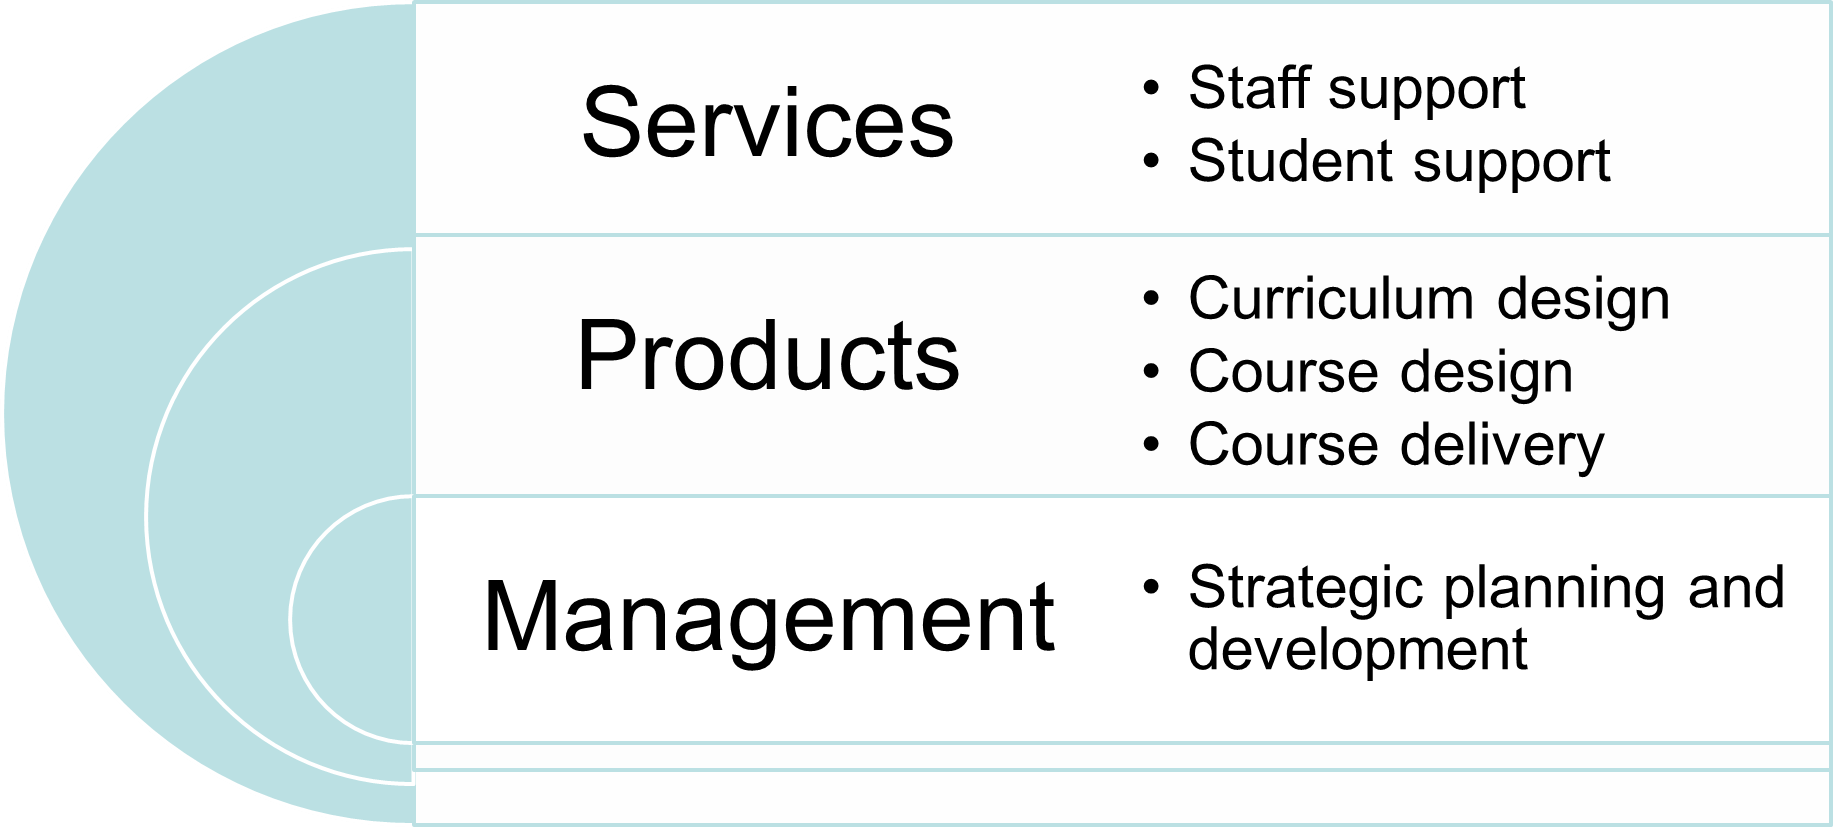 Services
• Staff support
• Student support
Products
• Curriculum design
• Course design
• Course delivery
Management
• Strategic planning and
development